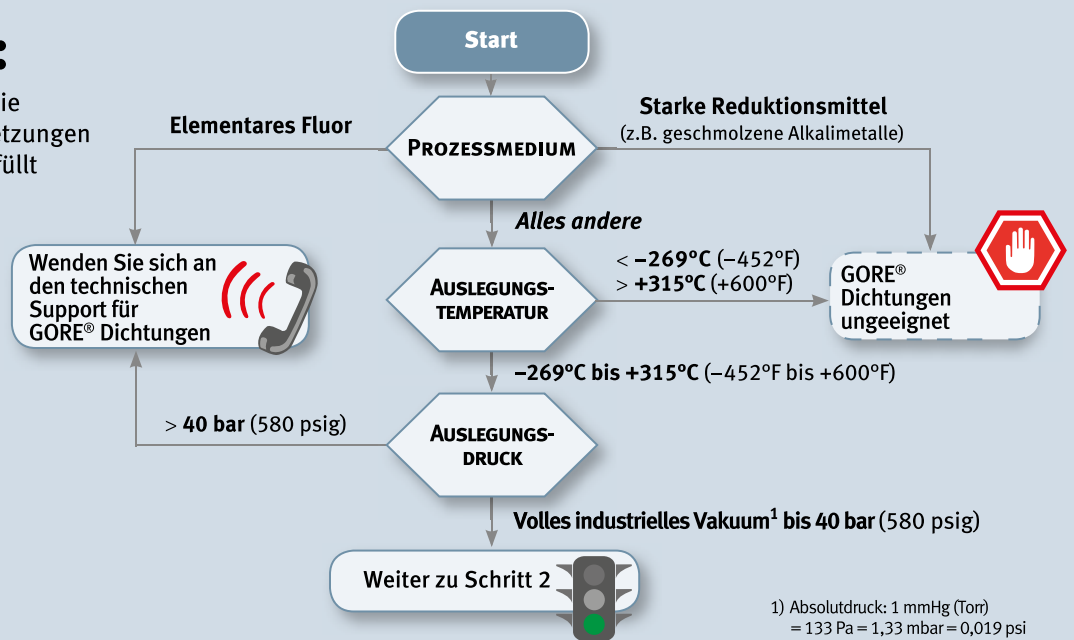 Start
:
ie
etzungen
füllt
Elementares Fluor
Starke Reduktionsmittel
(z.B. geschmolzene Alkalimetalle)
PROZESSMEDIUM
Alles andere
Wenden Sie sich an
den technischen
Support für
GORE® Dichtungen
AUSLEGUNGS-
TEMPERATUR
< –269°C (–452°F)
> +315°C (+600°F)
GORE®
Dichtungen
ungeeignet
–269°C bis +315°C (–452°F bis +600°F)
> 40 bar (580 psig)
AUSLEGUNGS-
DRUCK
Volles industrielles Vakuum¹ bis 40 bar (580 psig)
Weiter zu Schritt 2
1) Absolutdruck: 1 mmHg (Torr)
= 133 Pa = 1,33 mbar = 0,019 psi